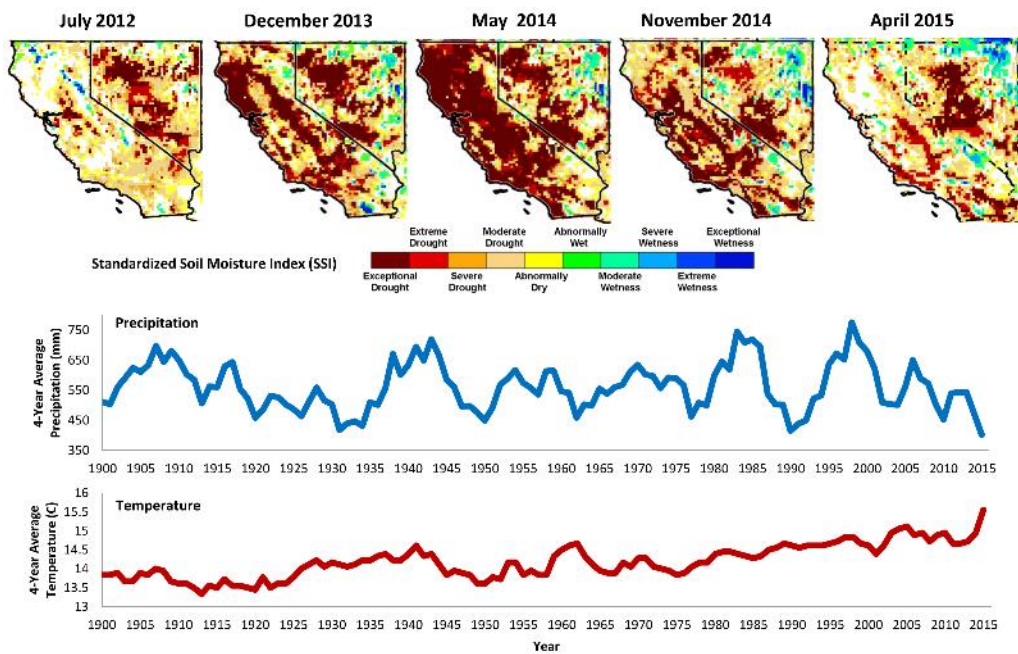 July 2012 December 2013 May 2014 November 2014 April 2015
Extreme Drought Moderate Drought Abnormally Wet Severe Wetness Exceptional Wetness
Standardized Soil Moisture Index (SSI)
Exceptional Drought Severe Drought Abnormally Dry Moderate Wetness Extreme Wetness
Precipitation
4-Year Average
Precipitation (mm)
750
650
550
450
350
1900 1905 1910 1915 1920 1925 1930 1935 1940 1945 1950 1955 1960 1965 1970 1975 1980 1985 1990 1995 2000 2005 2010 2015
Temperature
4-Year Average
Temperature (C)
16
15.5
15
14.5
14
13.5
13
1900 1905 1910 1915 1920 1925 1930 1935 1940 1945 1950 1955 1960 1965 1970 1975 1980 1985 1990 1995 2000 2005 2010 2015
Year